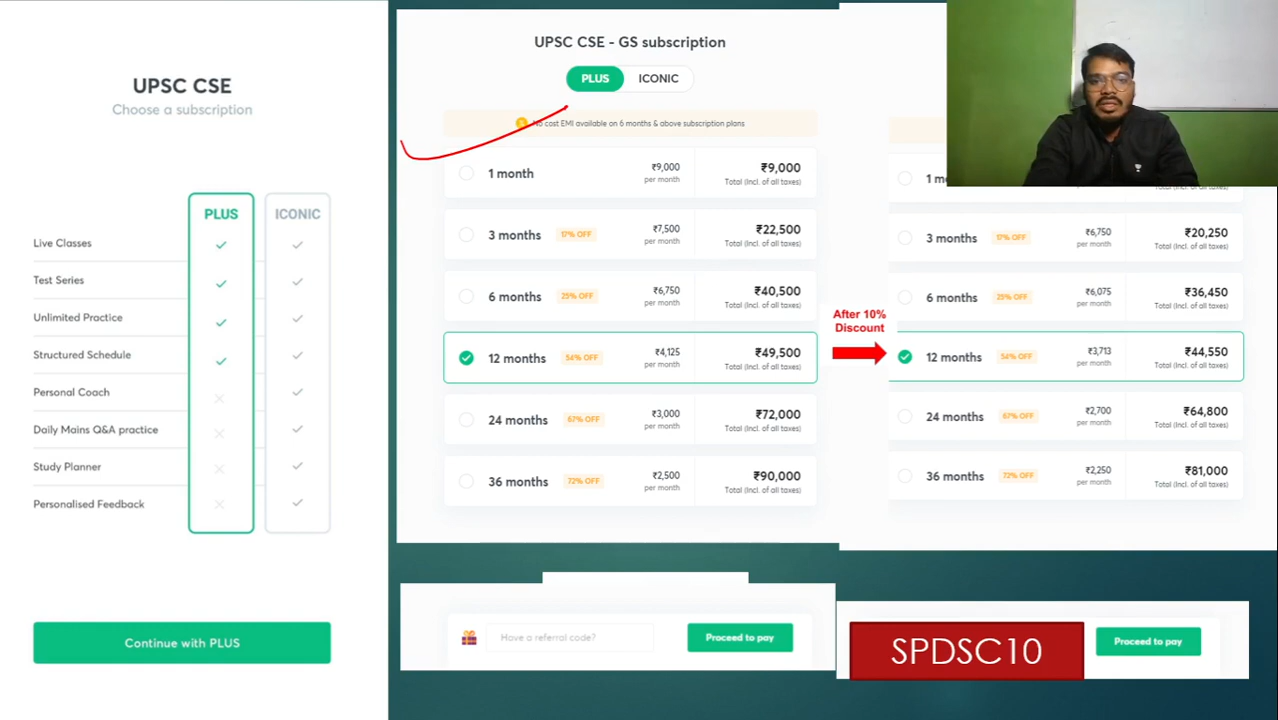 UPSC CSE
Choose a subscription
PLUS
ICONIC
Live Classes
Test Series
Unlimited Practice
Structured Schedule
Personal Coach
Daily Mains Q&A practice
Study Planner
Personalised Feedback
Continue with PLUS
UPSC CSE - GS subscription
PLUS
ICONIC
No cost EMI available on 6 months & above subscription plans
1 month
₹9,000
per month
₹9,000
Total (Incl. of all taxes)
3 months
17% OFF
₹7,500
per month
₹22,500
Total (Incl. of all taxes)
6 months
25% OFF
₹6,750
per month
₹40,500
Total (Incl. of all taxes)
12 months
54% OFF
₹4,125
per month
₹49,500
Total (Incl. of all taxes)
24 months
67% OFF
₹3,000
per month
₹72,000
Total (Incl. of all taxes)
36 months
72% OFF
₹2,500
per month
₹90,000
Total (Incl. of all taxes)
Have a referral code?
Proceed to pay
After 10%
Discount
1
3 months
17% OFF
₹6,750
per month
₹20,250
Total (Incl. of all taxes)
6 months
25% OFF
₹6,075
per month
₹36,450
Total (Incl. of all taxes)
12 months
54% OFF
₹3,713
per month
₹44,550
Total (Incl. of all taxes)
24 months
67% OFF
₹2,700
per month
₹64,800
Total (Incl. of all taxes)
36 months
72% OFF
₹2,250
per month
₹81,000
Total (Incl. of all taxes)
SPDSC10
Proceed to pay